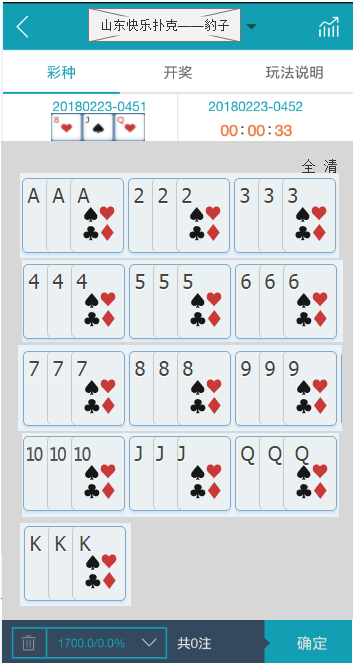 山东快乐扑克——豹子
彩种 开奖 玩法说明
20180223-0451 20180223-0452
8 J Q 00:00:33
全 清
A A A 2 2 2 3 3 3
4 4 4 5 5 5 6 6 6
7 7 7 8 8 8 9 9 9
10 10 10 J J J Q Q Q
K K K
1700.0/0.0% 共0注 确定